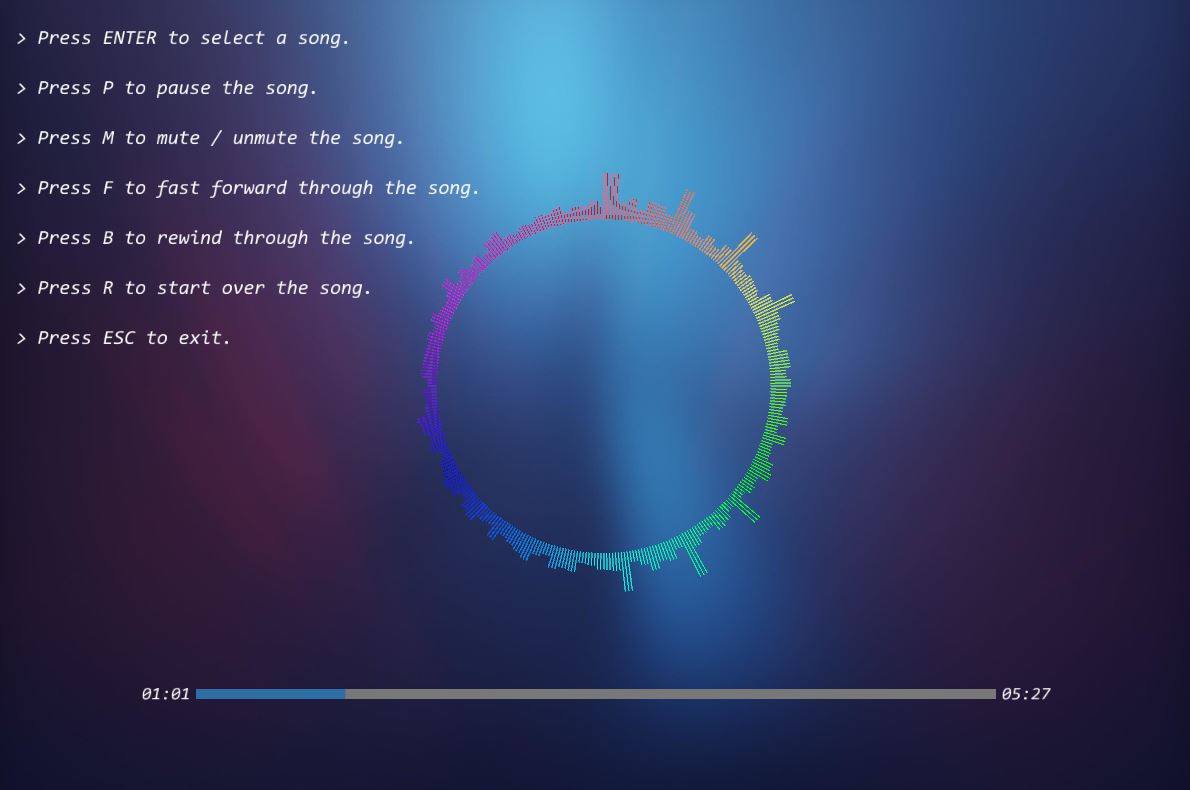 > Press ENTER to select a song.
> Press P to pause the song.
> Press M to mute / unmute the song.
> Press F to fast forward through the song.
> Press B to rewind through the song.
> Press R to start over the song.
> Press ESC to exit.
01:01 05:27